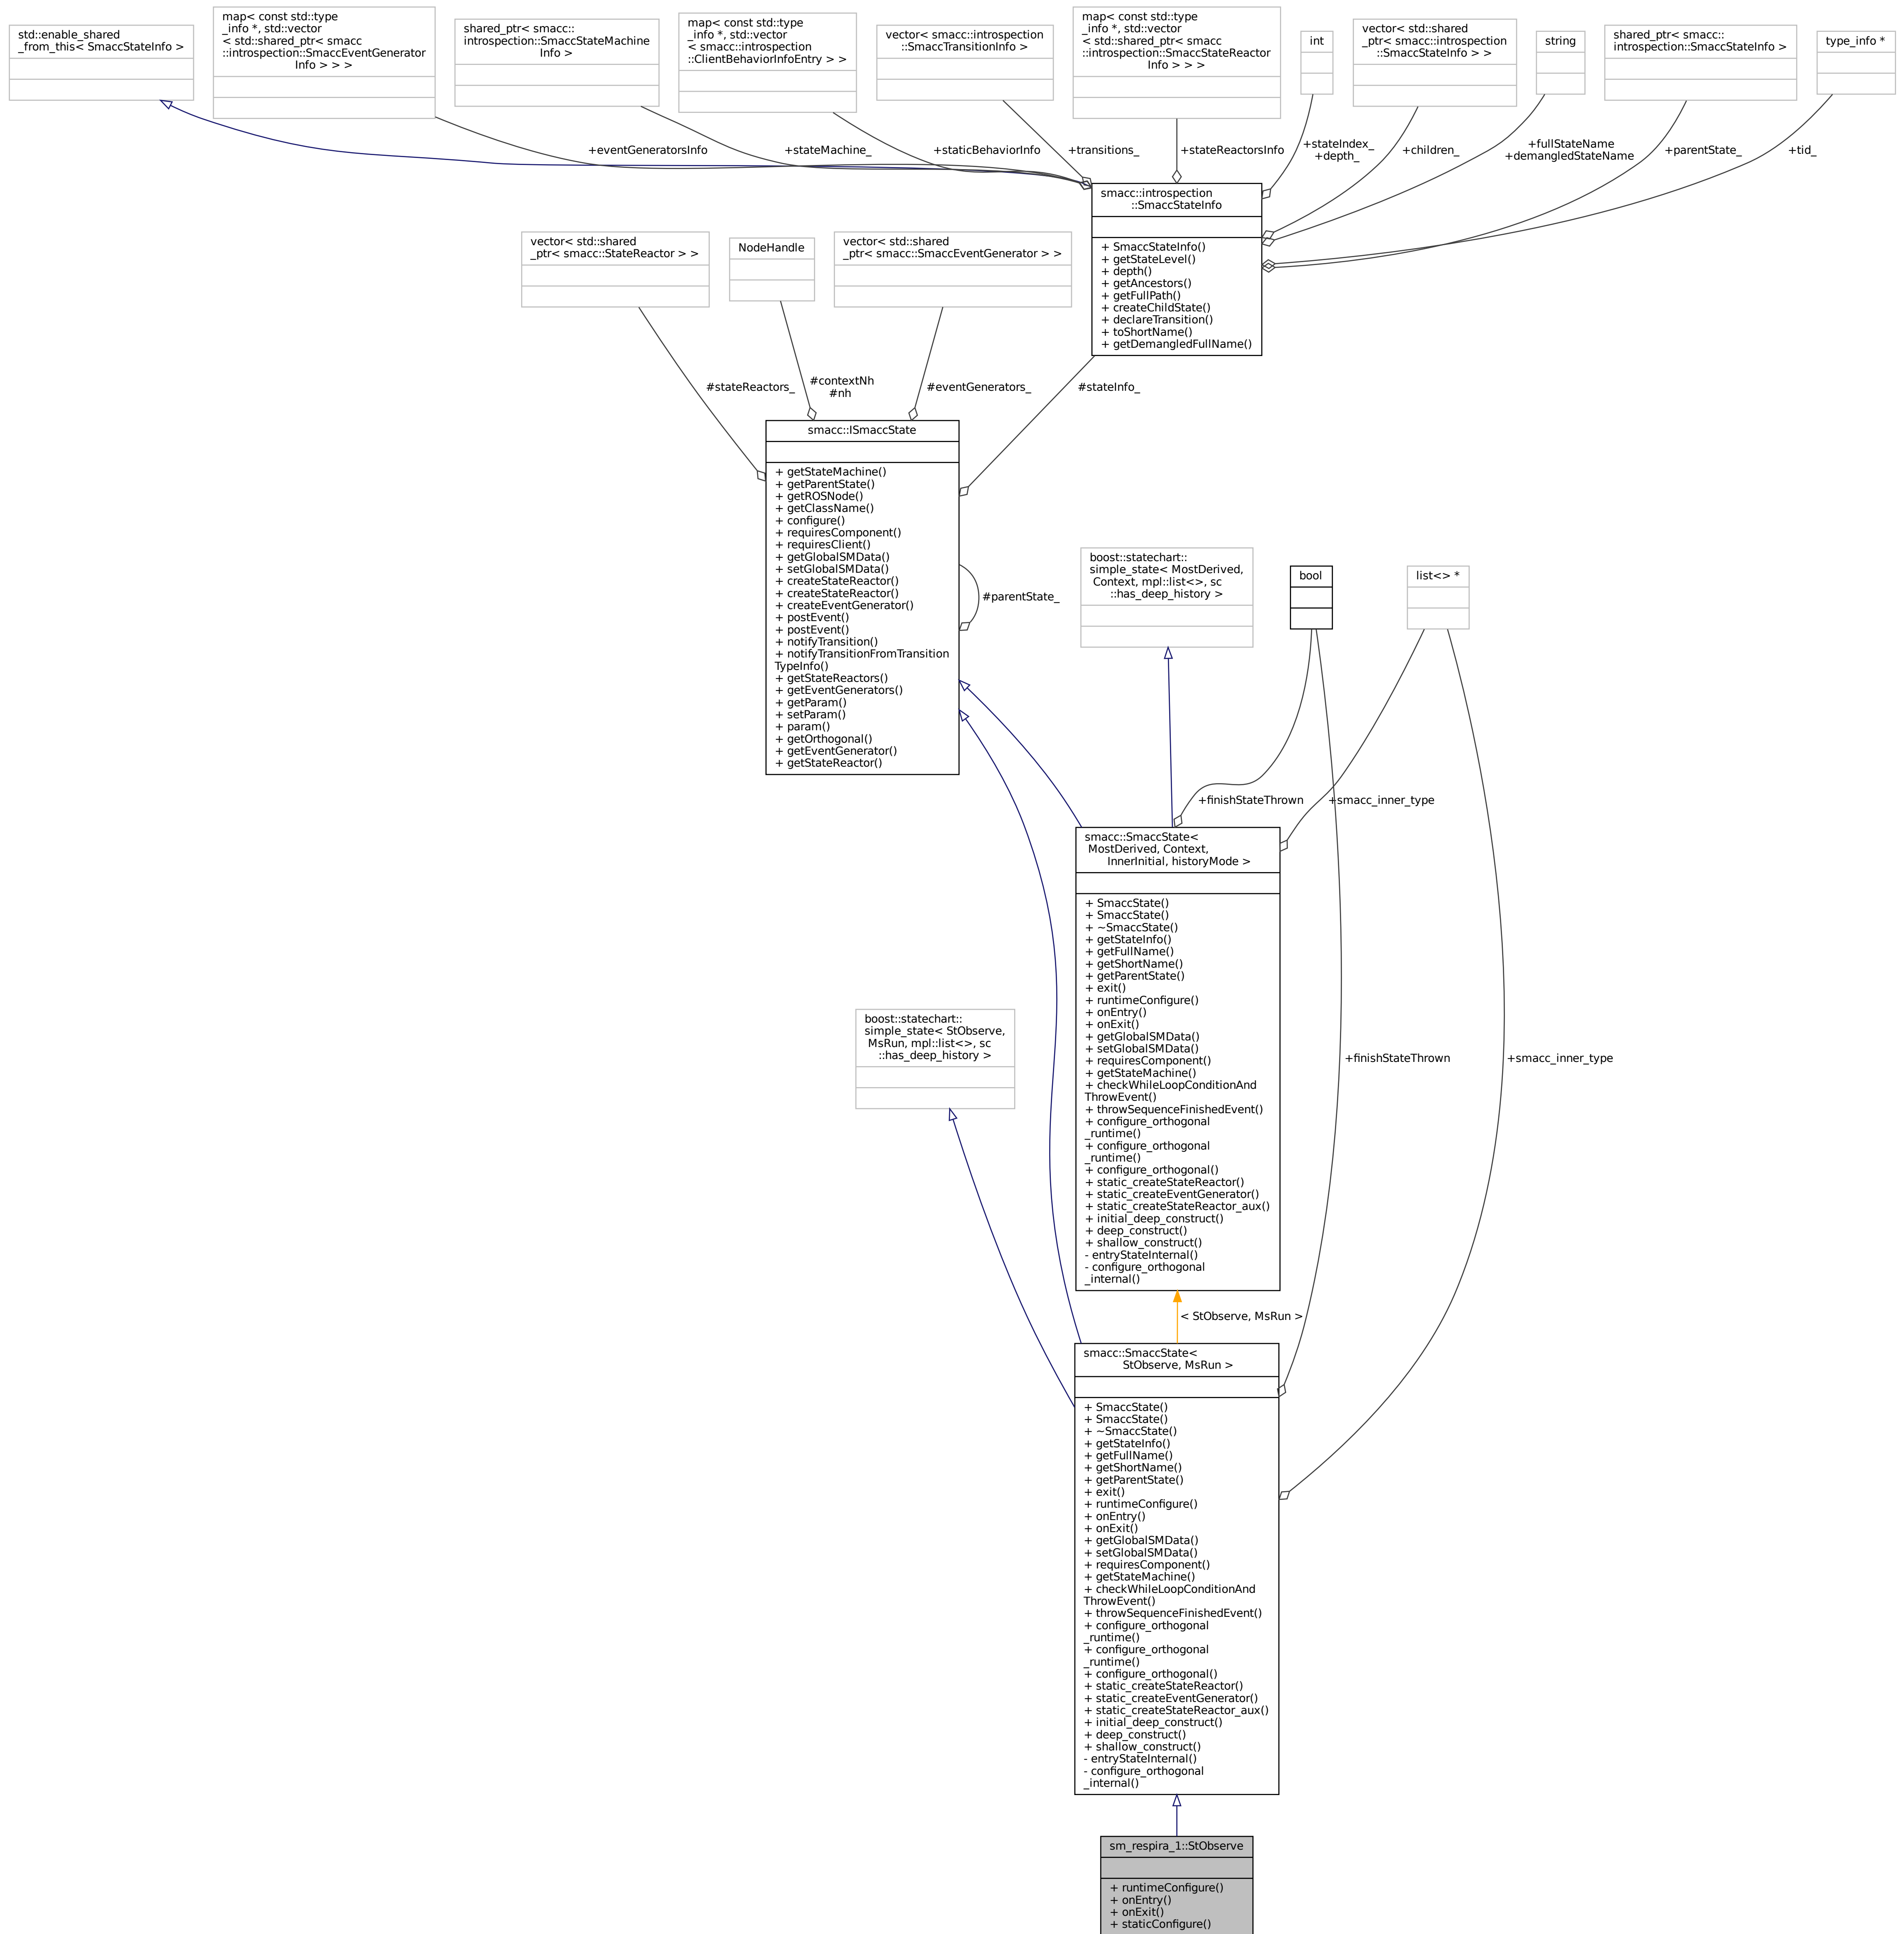 std::enable_shared
_from_this< SmaccStateInfo >
map< const std::type
_info *, std::vector
< std::shared_ptr< smacc
::introspection::SmaccEventGenerator
Info > > >
shared_ptr< smacc::
introspection::SmaccStateMachine
Info >
map< const std::type
_info *, std::vector
< smacc::introspection
::ClientBehaviorInfoEntry > >
vector< smacc::introspection
::SmaccTransitionInfo >
map< const std::type
_info *, std::vector
< std::shared_ptr< smacc
::introspection::SmaccStateReactor
Info > > >
int
vector< std::shared
_ptr< smacc::introspection
::SmaccStateInfo > >
string
shared_ptr< smacc::
introspection::SmaccStateInfo >
type_info *
+eventGeneratorsInfo
+stateMachine_
+staticBehaviorInfo
+transitions_
+stateReactorsInfo
+stateIndex_
+depth_
+children_
+fullStateName
+demangledStateName
+parentState_
+tid_
smacc::introspection
::SmaccStateInfo
+ SmaccStateInfo()
+ getStateLevel()
+ depth()
+ getAncestors()
+ getFullPath()
+ createChildState()
+ declareTransition()
+ toShortName()
+ getDemangledFullName()
vector< std::shared
_ptr< smacc::StateReactor > >
NodeHandle
vector< std::shared
_ptr< smacc::SmaccEventGenerator > >
#stateReactors_
#contextNh
#nh
#eventGenerators_
#stateInfo_
smacc::ISmaccState
+ getStateMachine()
+ getParentState()
+ getROSNode()
+ getClassName()
+ configure()
+ requiresComponent()
+ requiresClient()
+ getGlobalSMData()
+ setGlobalSMData()
+ createStateReactor()
+ createStateReactor()
+ createEventGenerator()
+ postEvent()
+ postEvent()
+ notifyTransition()
+ notifyTransitionFromTransition
TypeInfo()
+ getStateReactors()
+ getEventGenerators()
+ getParam()
+ setParam()
+ param()
+ getOrthogonal()
+ getEventGenerator()
+ getStateReactor()
#parentState_
boost::statechart::
simple_state< MostDerived,
Context, mpl::list<>, sc
::has_deep_history >
bool
list<> *
+finishStateThrown
+smacc_inner_type
smacc::SmaccState<
MostDerived, Context,
InnerInitial, historyMode >
+ SmaccState()
+ SmaccState()
+ ~SmaccState()
+ getStateInfo()
+ getFullName()
+ getShortName()
+ getParentState()
+ exit()
+ runtimeConfigure()
+ onEntry()
+ onExit()
+ getGlobalSMData()
+ setGlobalSMData()
+ requiresComponent()
+ getStateMachine()
+ checkWhileLoopConditionAnd
ThrowEvent()
+ throwSequenceFinishedEvent()
+ configure_orthogonal
_runtime()
+ configure_orthogonal
_runtime()
+ configure_orthogonal()
+ static_createStateReactor()
+ static_createEventGenerator()
+ static_createStateReactor_aux()
+ initial_deep_construct()
+ deep_construct()
+ shallow_construct()
- entryStateInternal()
- configure_orthogonal
_internal()
boost::statechart::
simple_state< StObserve,
MsRun, mpl::list<>, sc
::has_deep_history >
+finishStateThrown
+smacc_inner_type
< StObserve, MsRun >
smacc::SmaccState<
StObserve, MsRun >
+ SmaccState()
+ SmaccState()
+ ~SmaccState()
+ getStateInfo()
+ getFullName()
+ getShortName()
+ getParentState()
+ exit()
+ runtimeConfigure()
+ onEntry()
+ onExit()
+ getGlobalSMData()
+ setGlobalSMData()
+ requiresComponent()
+ getStateMachine()
+ checkWhileLoopConditionAnd
ThrowEvent()
+ throwSequenceFinishedEvent()
+ configure_orthogonal
_runtime()
+ configure_orthogonal
_runtime()
+ configure_orthogonal()
+ static_createStateReactor()
+ static_createEventGenerator()
+ static_createStateReactor_aux()
+ initial_deep_construct()
+ deep_construct()
+ shallow_construct()
- entryStateInternal()
- configure_orthogonal
_internal()
sm_respira_1::StObserve
+ runtimeConfigure()
+ onEntry()
+ onExit()
+ staticConfigure()